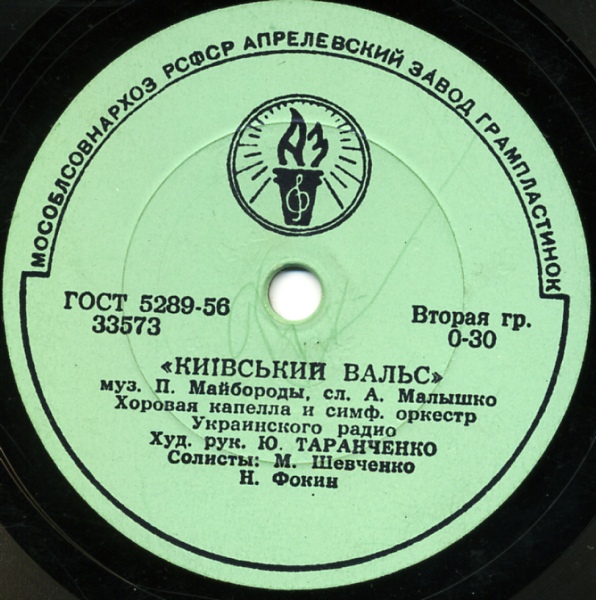 МОСОБЛСОВНАРХОЗ РСФСР АПРЕЛЕВСКИЙ ЗАВОД ГРАМПЛАСТИНОК
АЗ
ГОСТ 5289-56
33573
Вторая гр.
0-30
«КИІВСЬКИЙ ВАЛЬС»
муз. П. Майбороды, сл. А. Малышко
Хоровая капелла и симф. оркестр
Украинского радио
Худ. рук. Ю. ТАРАНЧЕНКО
Солисты: М. Шевченко
Н. Фокин